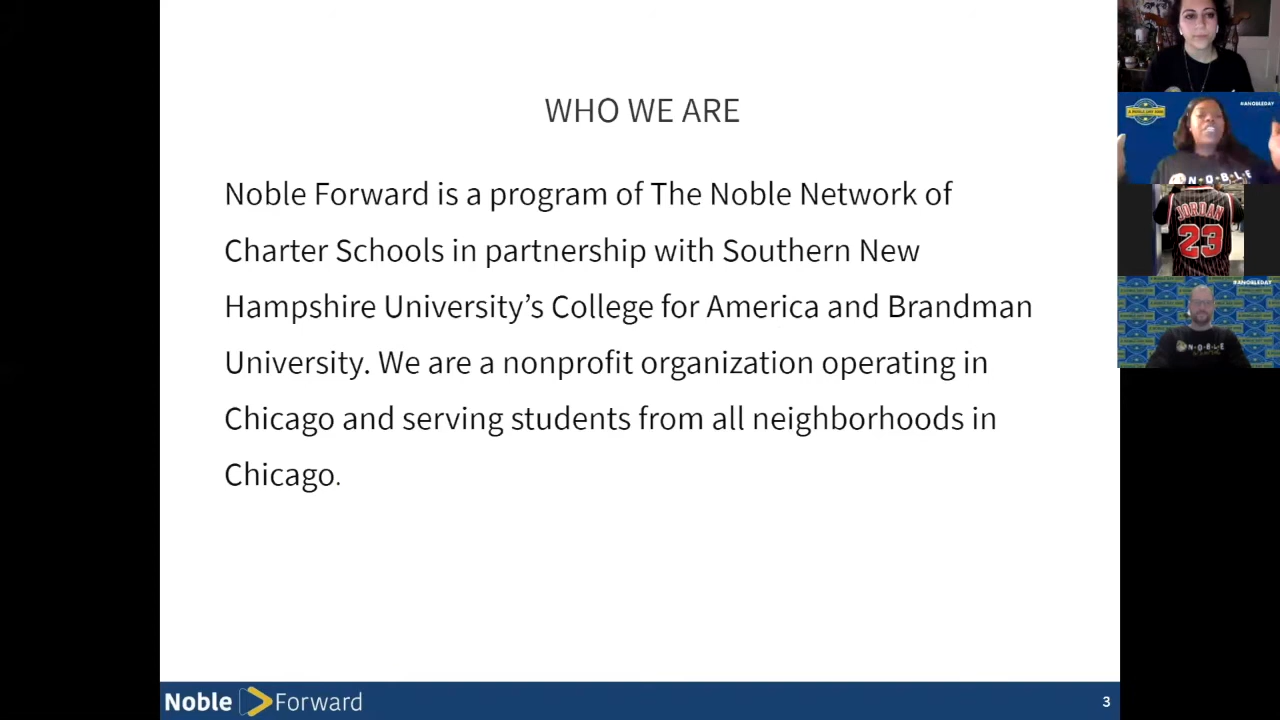 WHO WE ARE
Noble Forward is a program of The Noble Network of
Charter Schools in partnership with Southern New
Hampshire University’s College for America and Brandman
University. We are a nonprofit organization operating in
Chicago and serving students from all neighborhoods in
Chicago.
Noble Forward
3
#ANOBLEDAY
N·O·B·L·E
JORDAN
23
#ANOBLEDAY
N·O·B·L·E